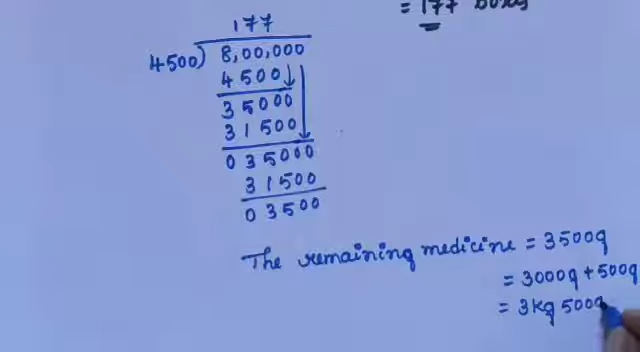 = 177 boxes
177
4500) 8,00,000
4500
35000
31500
035000
31500
03500
The remaining medicine = 3500g
= 3000g + 500g
= 3kg 500g